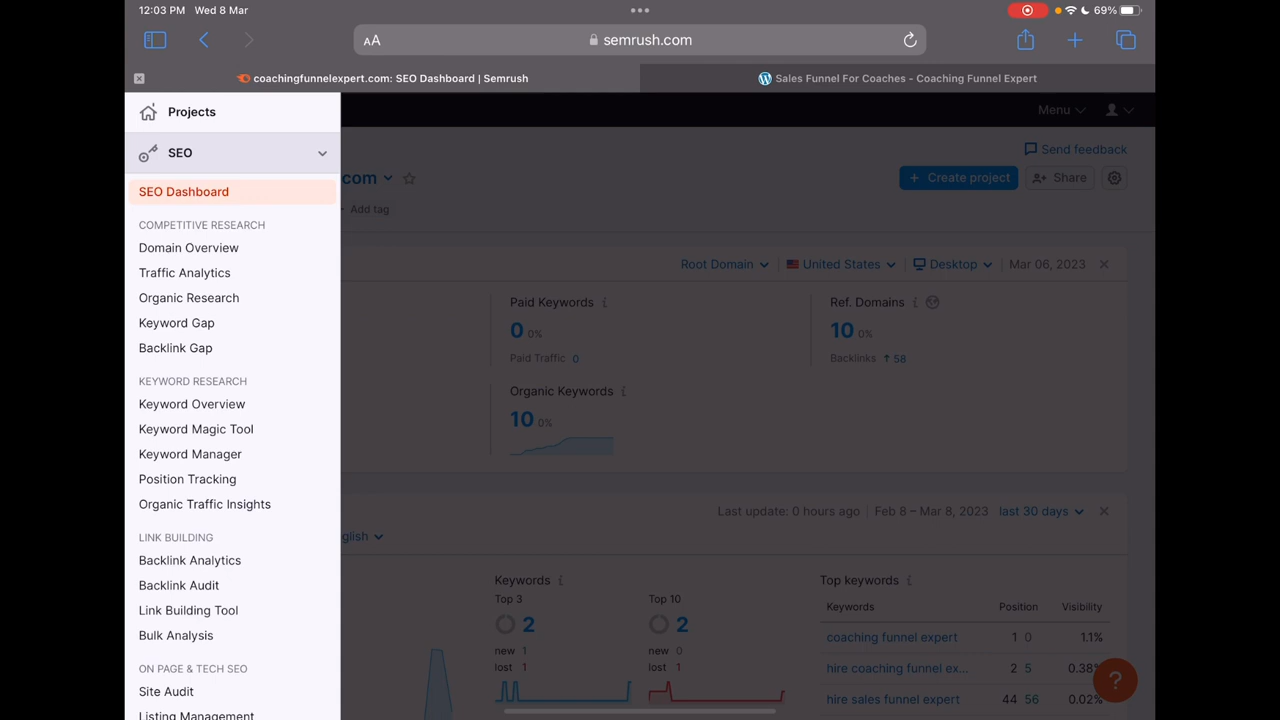 12:03 PM Wed 8 Mar
69%
AA
semrush.com
coachingfunnelexpert.com: SEO Dashboard | Semrush
Sales Funnel For Coaches - Coaching Funnel Expert
Projects
SEO
SEO Dashboard
COMPETITIVE RESEARCH
Domain Overview
Traffic Analytics
Organic Research
Keyword Gap
Backlink Gap
KEYWORD RESEARCH
Keyword Overview
Keyword Magic Tool
Keyword Manager
Position Tracking
Organic Traffic Insights
LINK BUILDING
Backlink Analytics
Backlink Audit
Link Building Tool
Bulk Analysis
ON PAGE & TECH SEO
Site Audit
Listing Management
Menu
Send feedback
com
+ Create project
Share
Add tag
Root Domain
United States
Desktop
Mar 06, 2023
Paid Keywords i
0 0%
Paid Traffic 0
Ref. Domains i
10 0%
Backlinks ↑ 58
Organic Keywords i
10 0%
Last update: 0 hours ago
Feb 8 – Mar 8, 2023
last 30 days
glish
Keywords i
Top 3
2
new 1
lost 1
Top 10
2
new 0
lost 1
Top keywords i
Keywords Position Visibility
coaching funnel expert 1 0 1.1%
hire coaching funnel ex... 2 5 0.38%
hire sales funnel expert 44 56 0.02%
?